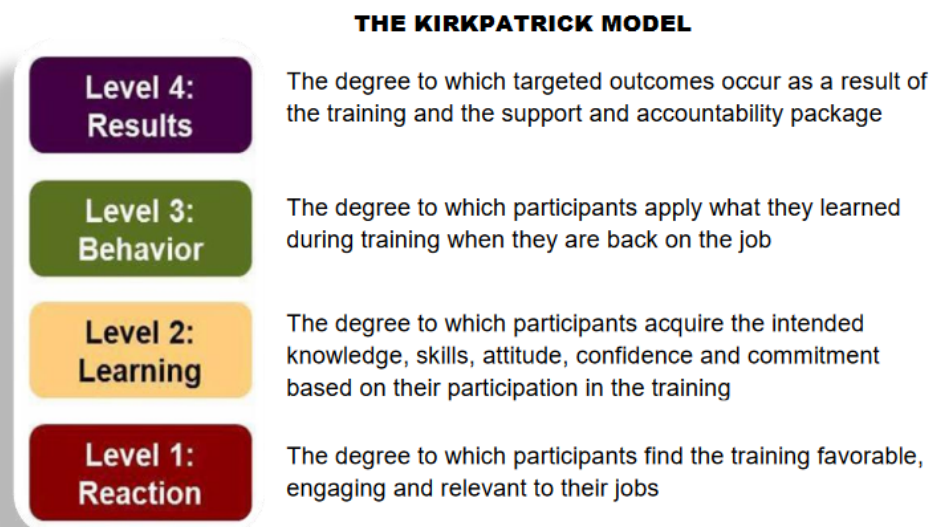 THE KIRKPATRICK MODEL
Level 4:
Results
The degree to which targeted outcomes occur as a result of
the training and the support and accountability package
Level 3:
Behavior
The degree to which participants apply what they learned
during training when they are back on the job
Level 2:
Learning
The degree to which participants acquire the intended
knowledge, skills, attitude, confidence and commitment
based on their participation in the training
Level 1:
Reaction
The degree to which participants find the training favorable,
engaging and relevant to their jobs